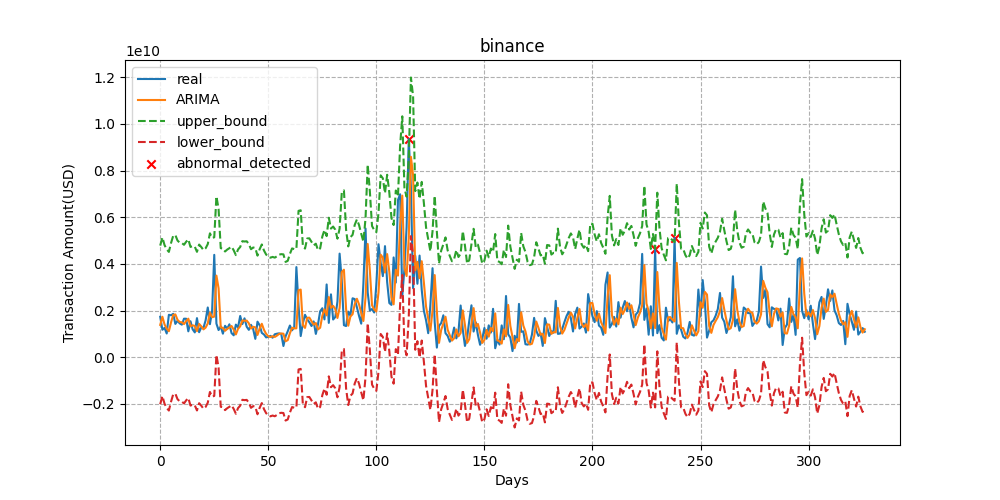 binance
1e10
real
ARIMA
upper_bound
lower_bound
abnormal_detected
1.2
1.0
0.8
0.6
0.4
0.2
0.0
−0.2
Transaction Amount(USD)
0 50 100 150 200 250 300
Days